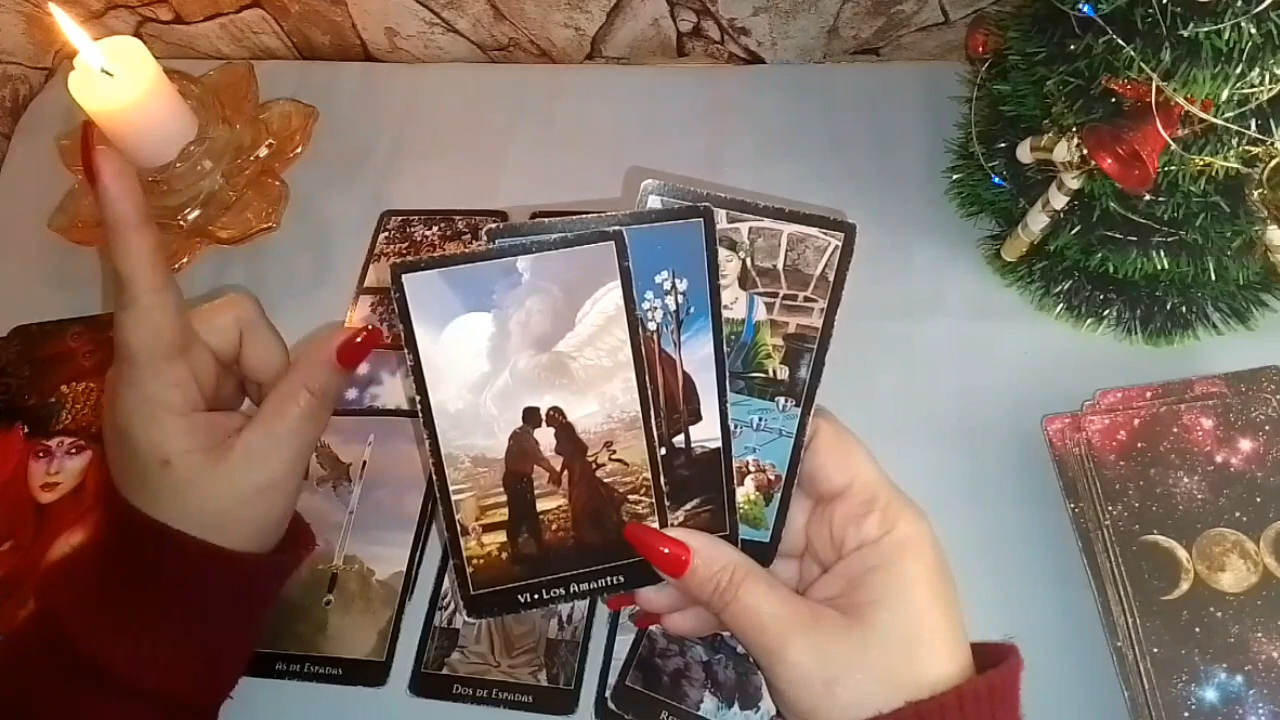 VI • Los Amantes
As de Espadas
Dos de Espadas